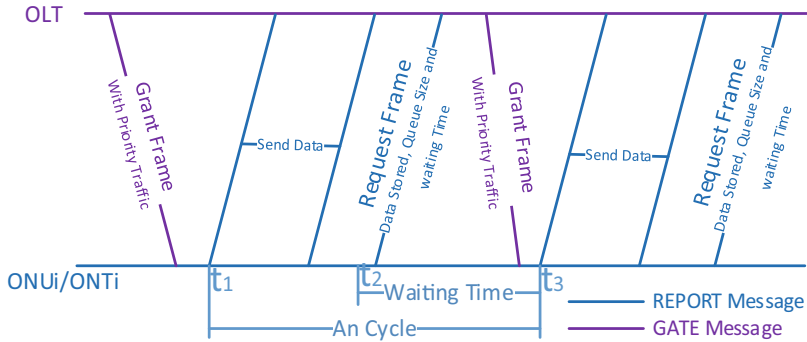 OLT
Grant Frame
With Priority Traffic
Send Data
Request Frame
Data Stored, Queue Size and
waiting Time
Grant Frame
With Priority Traffic
Send Data
Request Frame
Data Stored, Queue Size and
waiting Time
ONUi/ONTi
t1
t2
t3
Waiting Time
An Cycle
REPORT Message
GATE Message